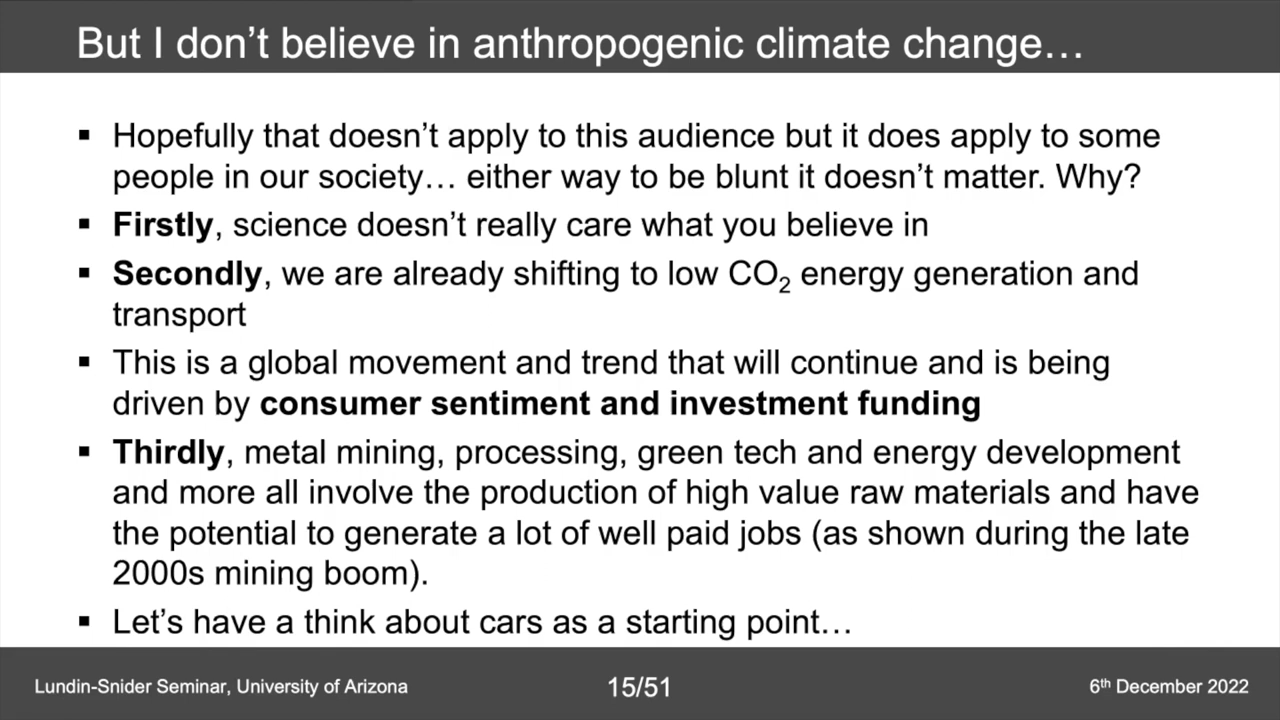 But I don’t believe in anthropogenic climate change…
▪ Hopefully that doesn’t apply to this audience but it does apply to some
people in our society… either way to be blunt it doesn’t matter. Why?
▪ Firstly, science doesn’t really care what you believe in
▪ Secondly, we are already shifting to low CO₂ energy generation and
transport
▪ This is a global movement and trend that will continue and is being
driven by consumer sentiment and investment funding
▪ Thirdly, metal mining, processing, green tech and energy development
and more all involve the production of high value raw materials and have
the potential to generate a lot of well paid jobs (as shown during the late
2000s mining boom).
▪ Let’s have a think about cars as a starting point…
Lundin-Snider Seminar, University of Arizona
15/51
6th December 2022